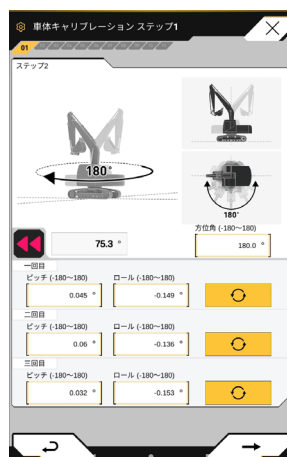 車体キャリブレーション ステップ1
01
ステップ2
180°
180°
方位角 (-180～180)
75.3 °
180.0 °
一回目
ピッチ (-180～180) ロール (-180～180)
0.045 ° -0.149 °
二回目
ピッチ (-180～180) ロール (-180～180)
0.06 ° -0.136 °
三回目
ピッチ (-180～180) ロール (-180～180)
0.032 ° -0.153 °